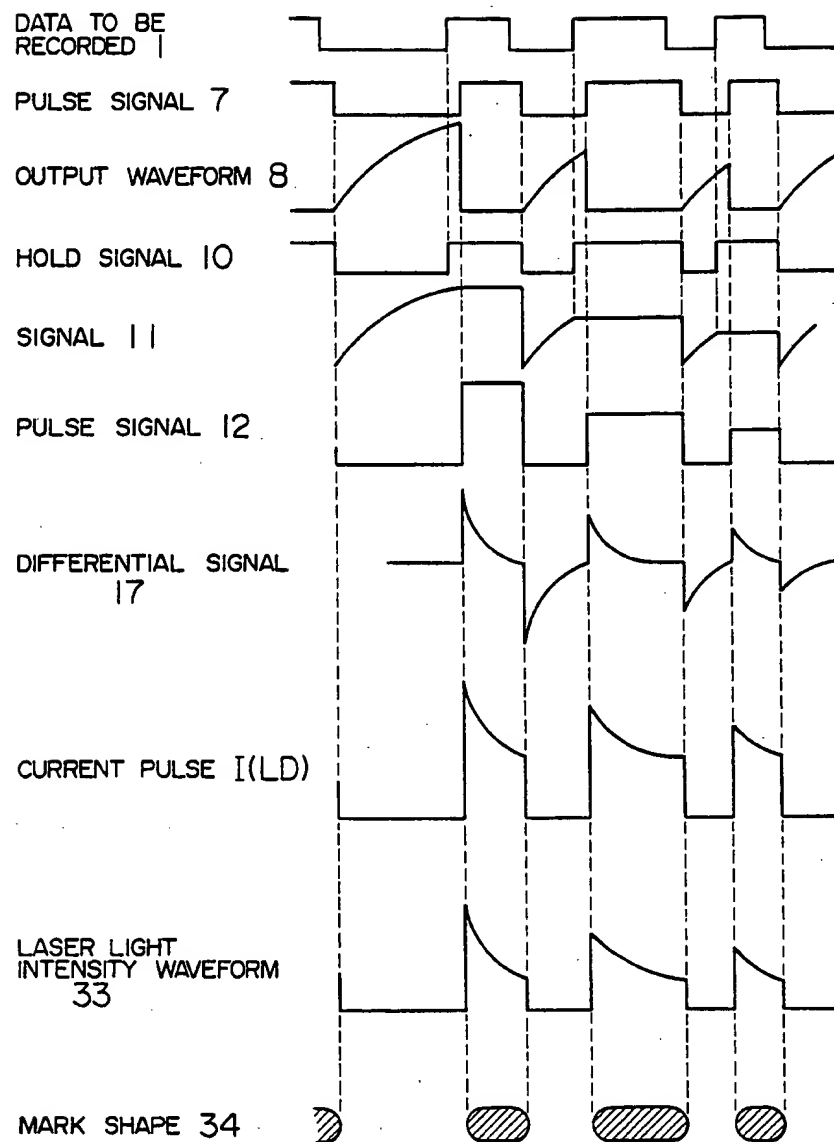 DATA TO BE
RECORDED 1
PULSE SIGNAL 7
OUTPUT WAVEFORM 8
HOLD SIGNAL 10
SIGNAL 11
PULSE SIGNAL 12
DIFFERENTIAL SIGNAL
17
CURRENT PULSE I(LD)
LASER LIGHT
INTENSITY WAVEFORM
33
MARK SHAPE 34